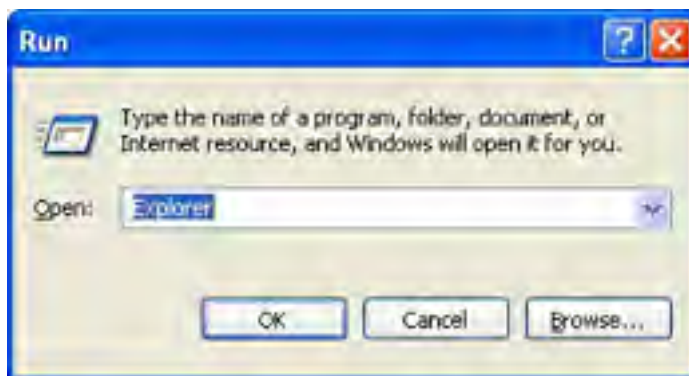 Run
?
Type the name of a program, folder, document, or
Internet resource, and Windows will open it for you.
Open: Explorer
OK Cancel Browse...